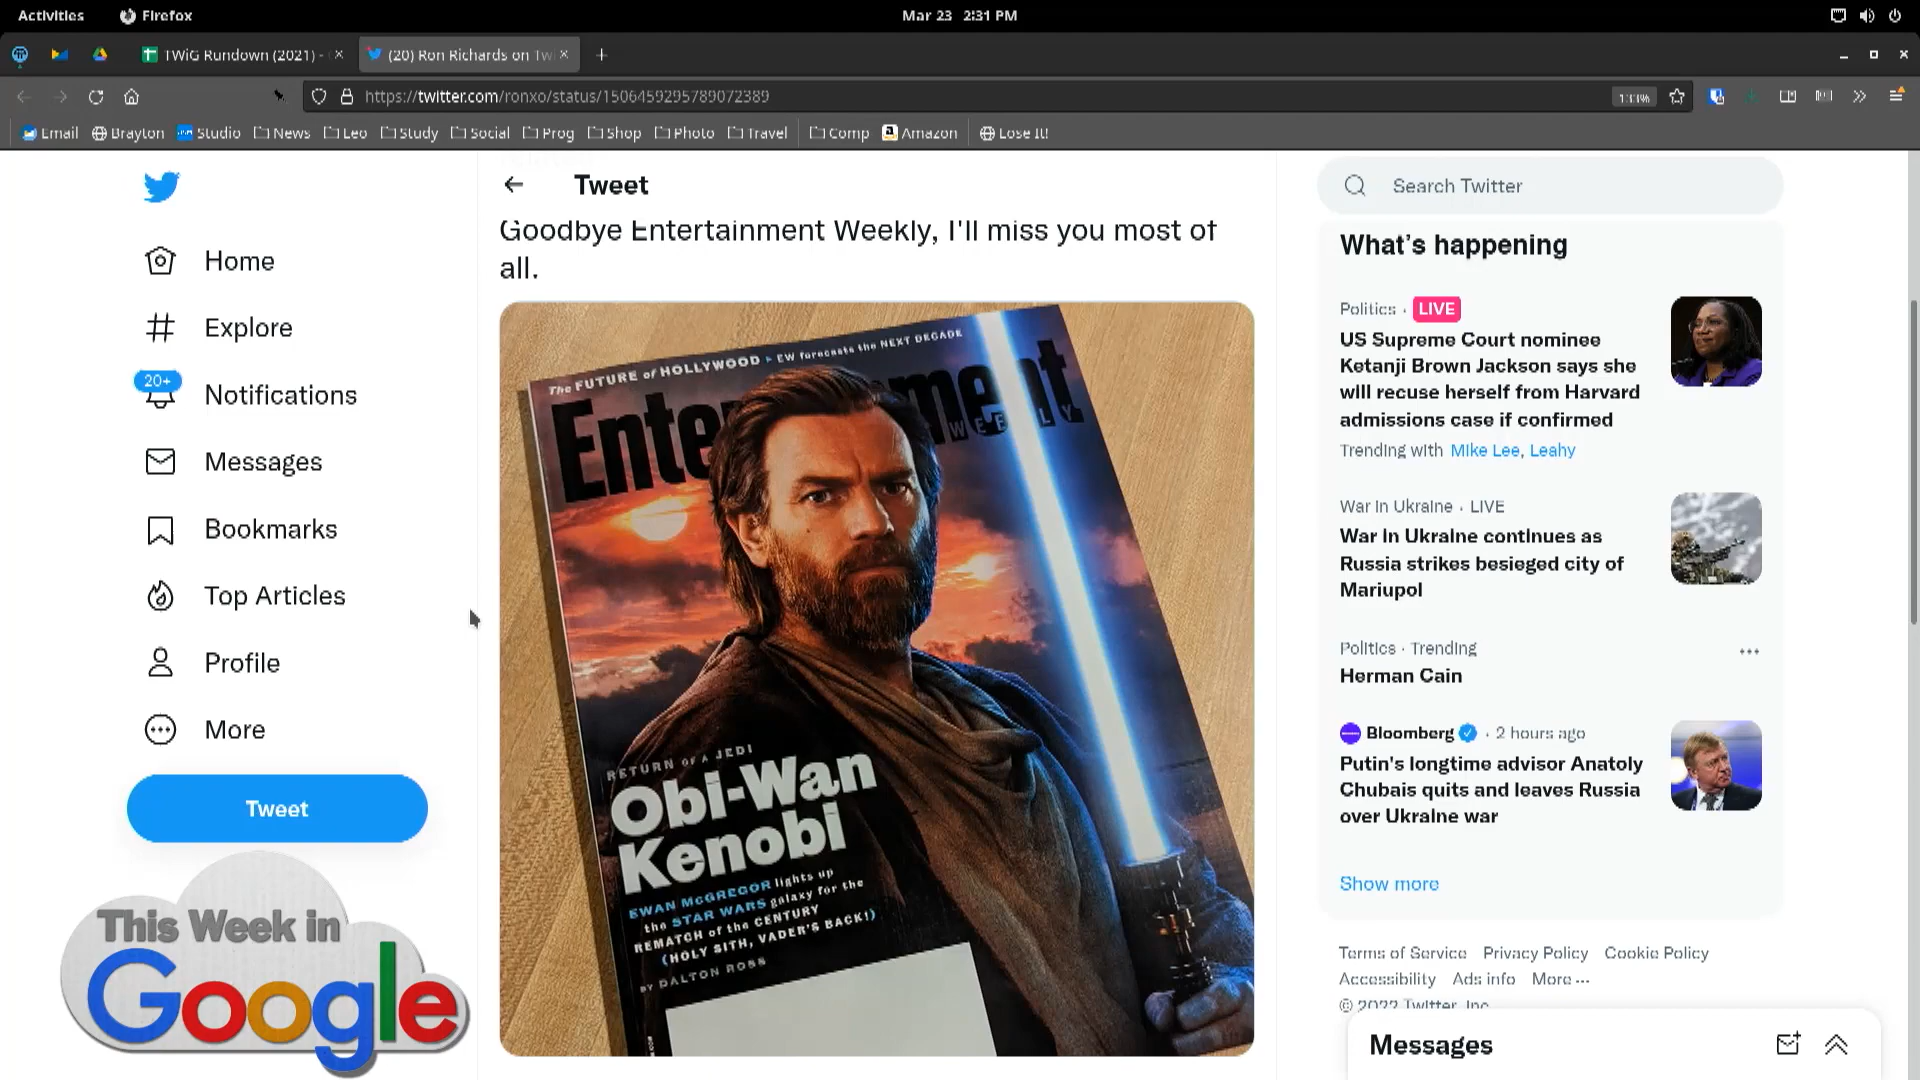 Activities
Firefox
Mar 23 2:31 PM
TWiG Rundown (2021) -
(20) Ron Richards on Twi
https://twitter.com/ronxo/status/1506459295789072389
133%
Email
Brayton
Studio
News
Leo
Study
Social
Prog
Shop
Photo
Travel
Comp
Amazon
Lose It!
Home
Explore
20+
Notifications
Messages
Bookmarks
Top Articles
Profile
More
Tweet
This Week in
Google
Tweet
Goodbye Entertainment Weekly, I'll miss you most of
all.
The FUTURE of HOLLYWOOD EW forecasts the NEXT DECADE
Ente ment
WEEKLY
RETURN OF A JEDI
Obi-Wan
Kenobi
EWAN McGREGOR lights up
the STAR WARS galaxy for the
REMATCH of the CENTURY
(HOLY SITH, VADER'S BACK!)
BY DALTON ROSS
Search Twitter
What's happening
Politics · LIVE
US Supreme Court nominee
Ketanji Brown Jackson says she
will recuse herself from Harvard
admissions case if confirmed
Trending with Mike Lee, Leahy
War in Ukraine · LIVE
War in Ukraine continues as
Russia strikes besieged city of
Mariupol
Politics · Trending
Herman Cain
Bloomberg · 2 hours ago
Putin's longtime advisor Anatoly
Chubais quits and leaves Russia
over Ukraine war
Show more
Terms of Service Privacy Policy Cookie Policy
Accessibility Ads info More ...
© 2022 Twitter, Inc.
Messages